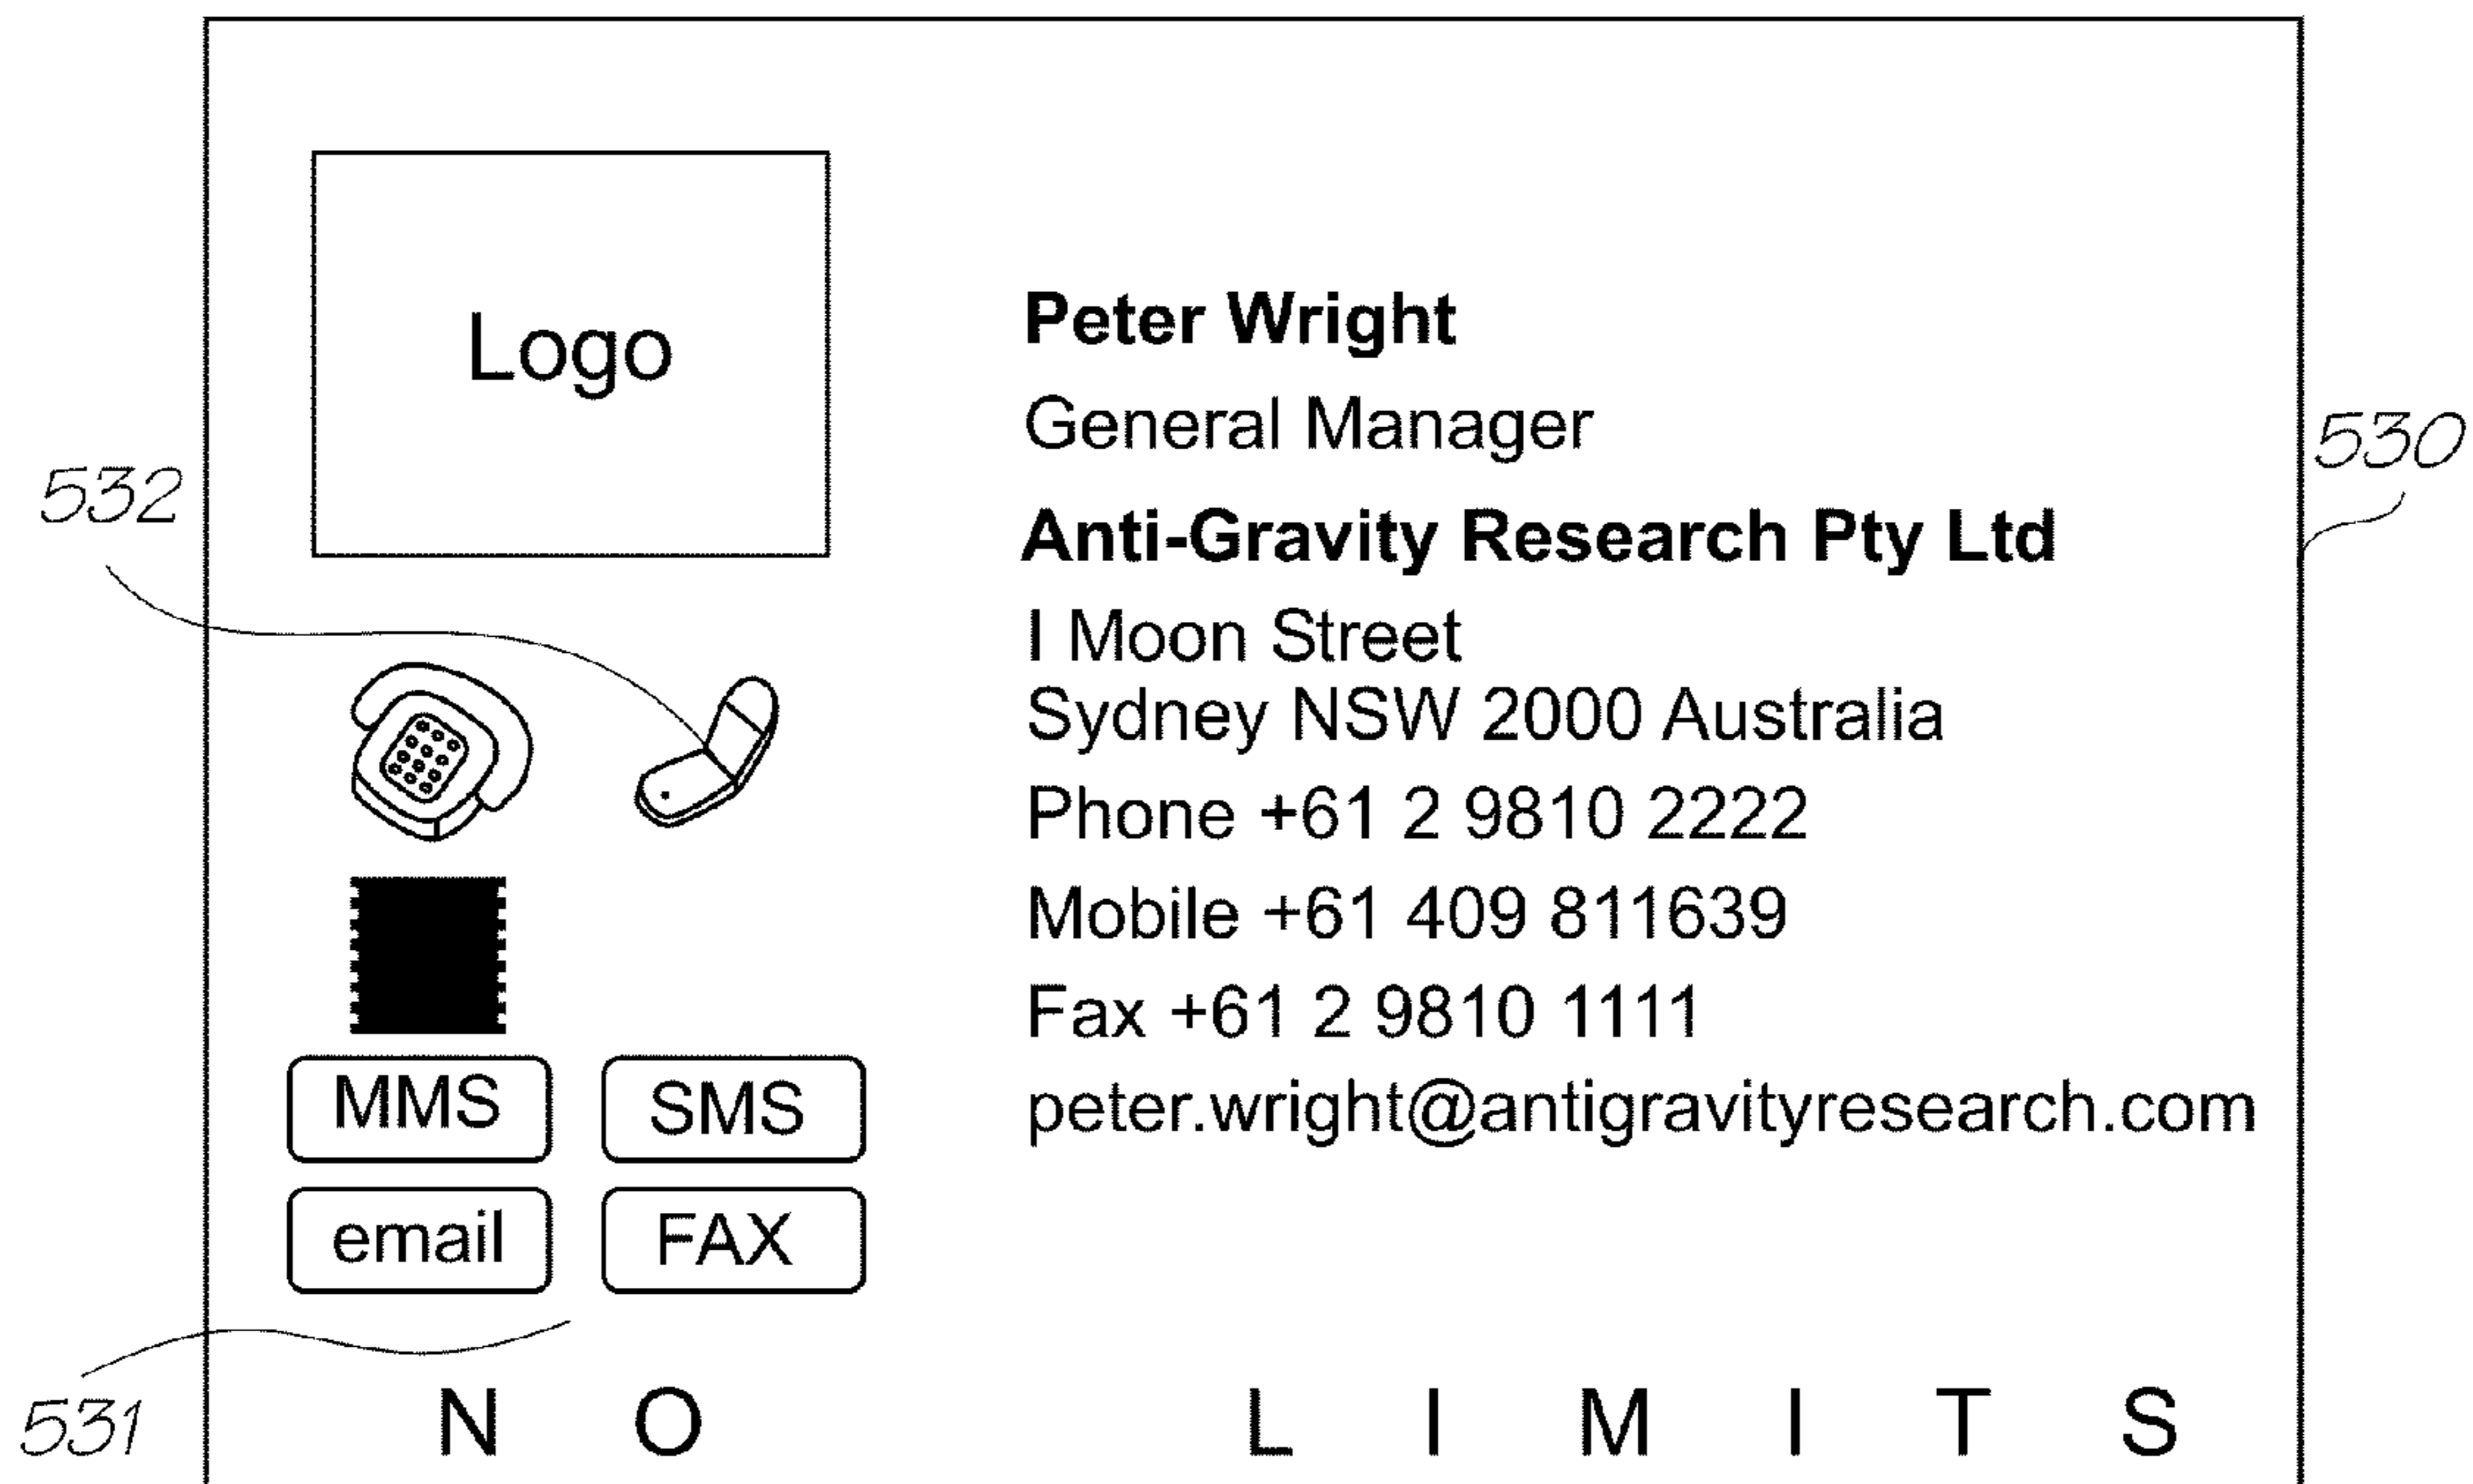 Logo
532
Peter Wright
General Manager
530
Anti-Gravity Research Pty Ltd
I Moon Street
Sydney NSW 2000 Australia
Phone +61 2 9810 2222
Mobile +61 409 811639
Fax +61 2 9810 1111
peter.wright@antigravityresearch.com
MMS SMS
email FAX
531
N O L I M I T S